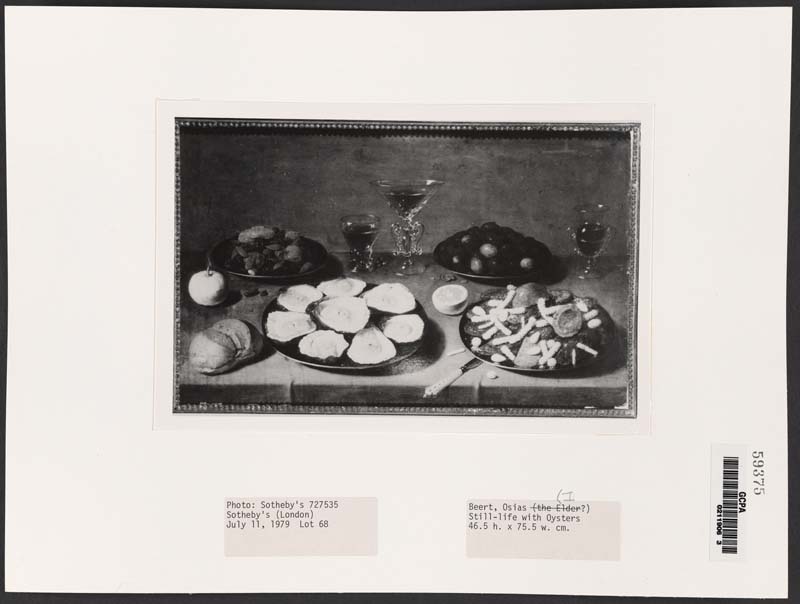 Photo: Sotheby's 727535
Sotheby's (London)
July 11, 1979 Lot 68
(I
Beert, Osias (the Elder?)
Still-life with Oysters
46.5 h. x 75.5 w. cm.
59375
GCPA
0211906 3